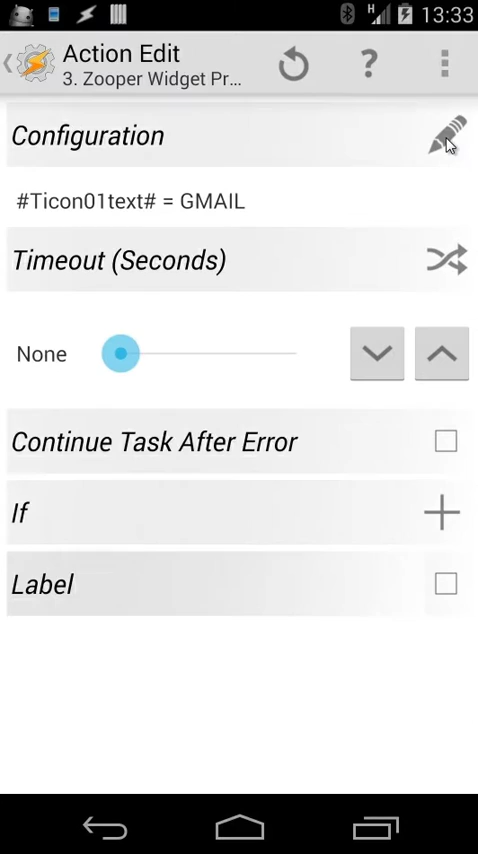 H
13:33
Action Edit
3. Zooper Widget Pr...
Configuration
#Ticon01text# = GMAIL
Timeout (Seconds)
None
Continue Task After Error
If
Label